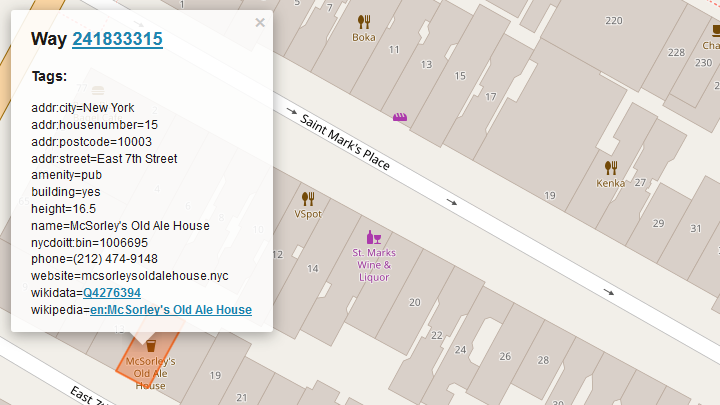 Way 241833315
×
Tags:
addr:city=New York
addr:housenumber=15
addr:postcode=10003
addr:street=East 7th Street
amenity=pub
building=yes
height=16.5
name=McSorley's Old Ale House
nycdoitt:bin=1006695
phone=(212) 474-9148
website=mcsorleysoldalehouse.nyc
wikidata=Q4276394
wikipedia=en:McSorley's Old Ale House
1
5
7
Boka
11
13
15
17
220
228
230
Cha
Saint Mark's Place
19
Kenka
27
29
31
VSpot
12
14
St. Marks
Wine &
Liquor
20
22
24
26
28
McSorley's
Old Ale
House
19
21
East 7th